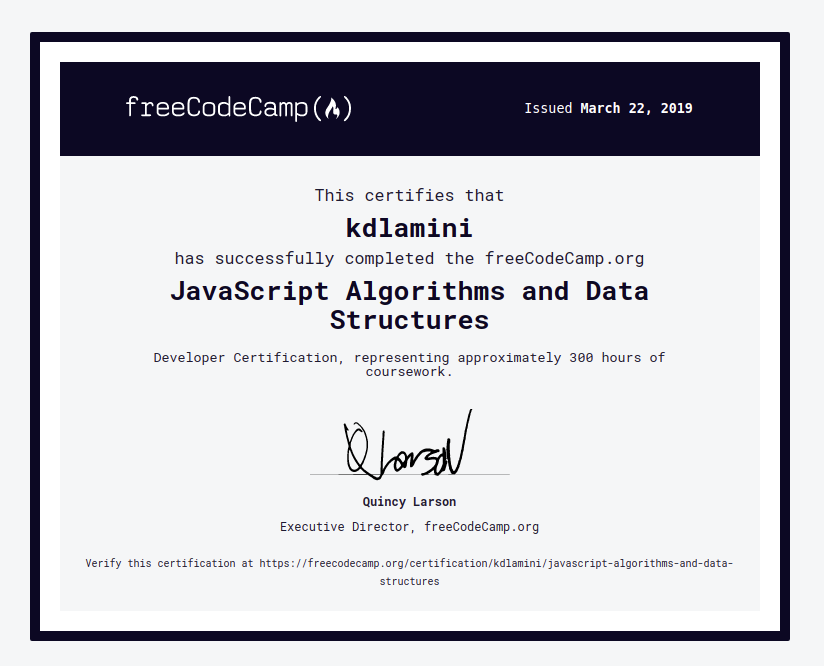 freeCodeCamp
Issued March 22, 2019
This certifies that
kdlamini
has successfully completed the freeCodeCamp.org
JavaScript Algorithms and Data
Structures
Developer Certification, representing approximately 300 hours of
coursework.
Q Larson
Quincy Larson
Executive Director, freeCodeCamp.org
Verify this certification at https://freecodecamp.org/certification/kdlamini/javascript-algorithms-and-data-
structures